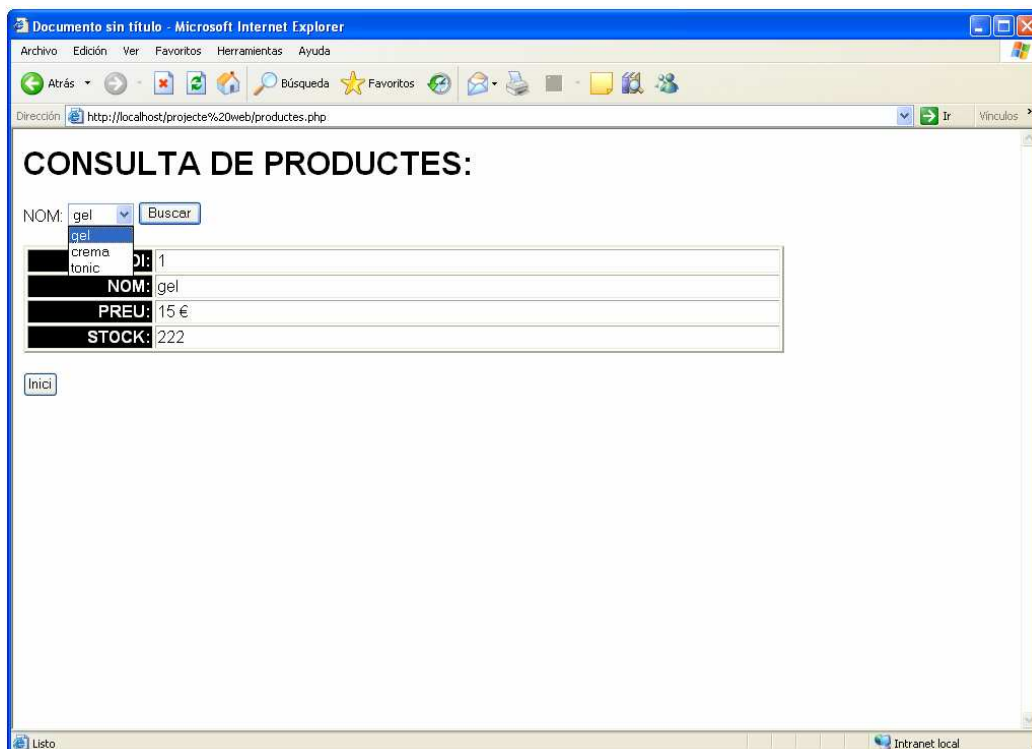 Documento sin título - Microsoft Internet Explorer
Archivo Edición Ver Favoritos Herramientas Ayuda
Atrás Búsqueda Favoritos
Dirección http://localhost/projecte%20web/productes.php Ir Vínculos »
CONSULTA DE PRODUCTES:
NOM: gel Buscar
gel
crema
tonic
DI: 1
NOM: gel
PREU: 15 €
STOCK: 222
Inici
Listo Intranet local